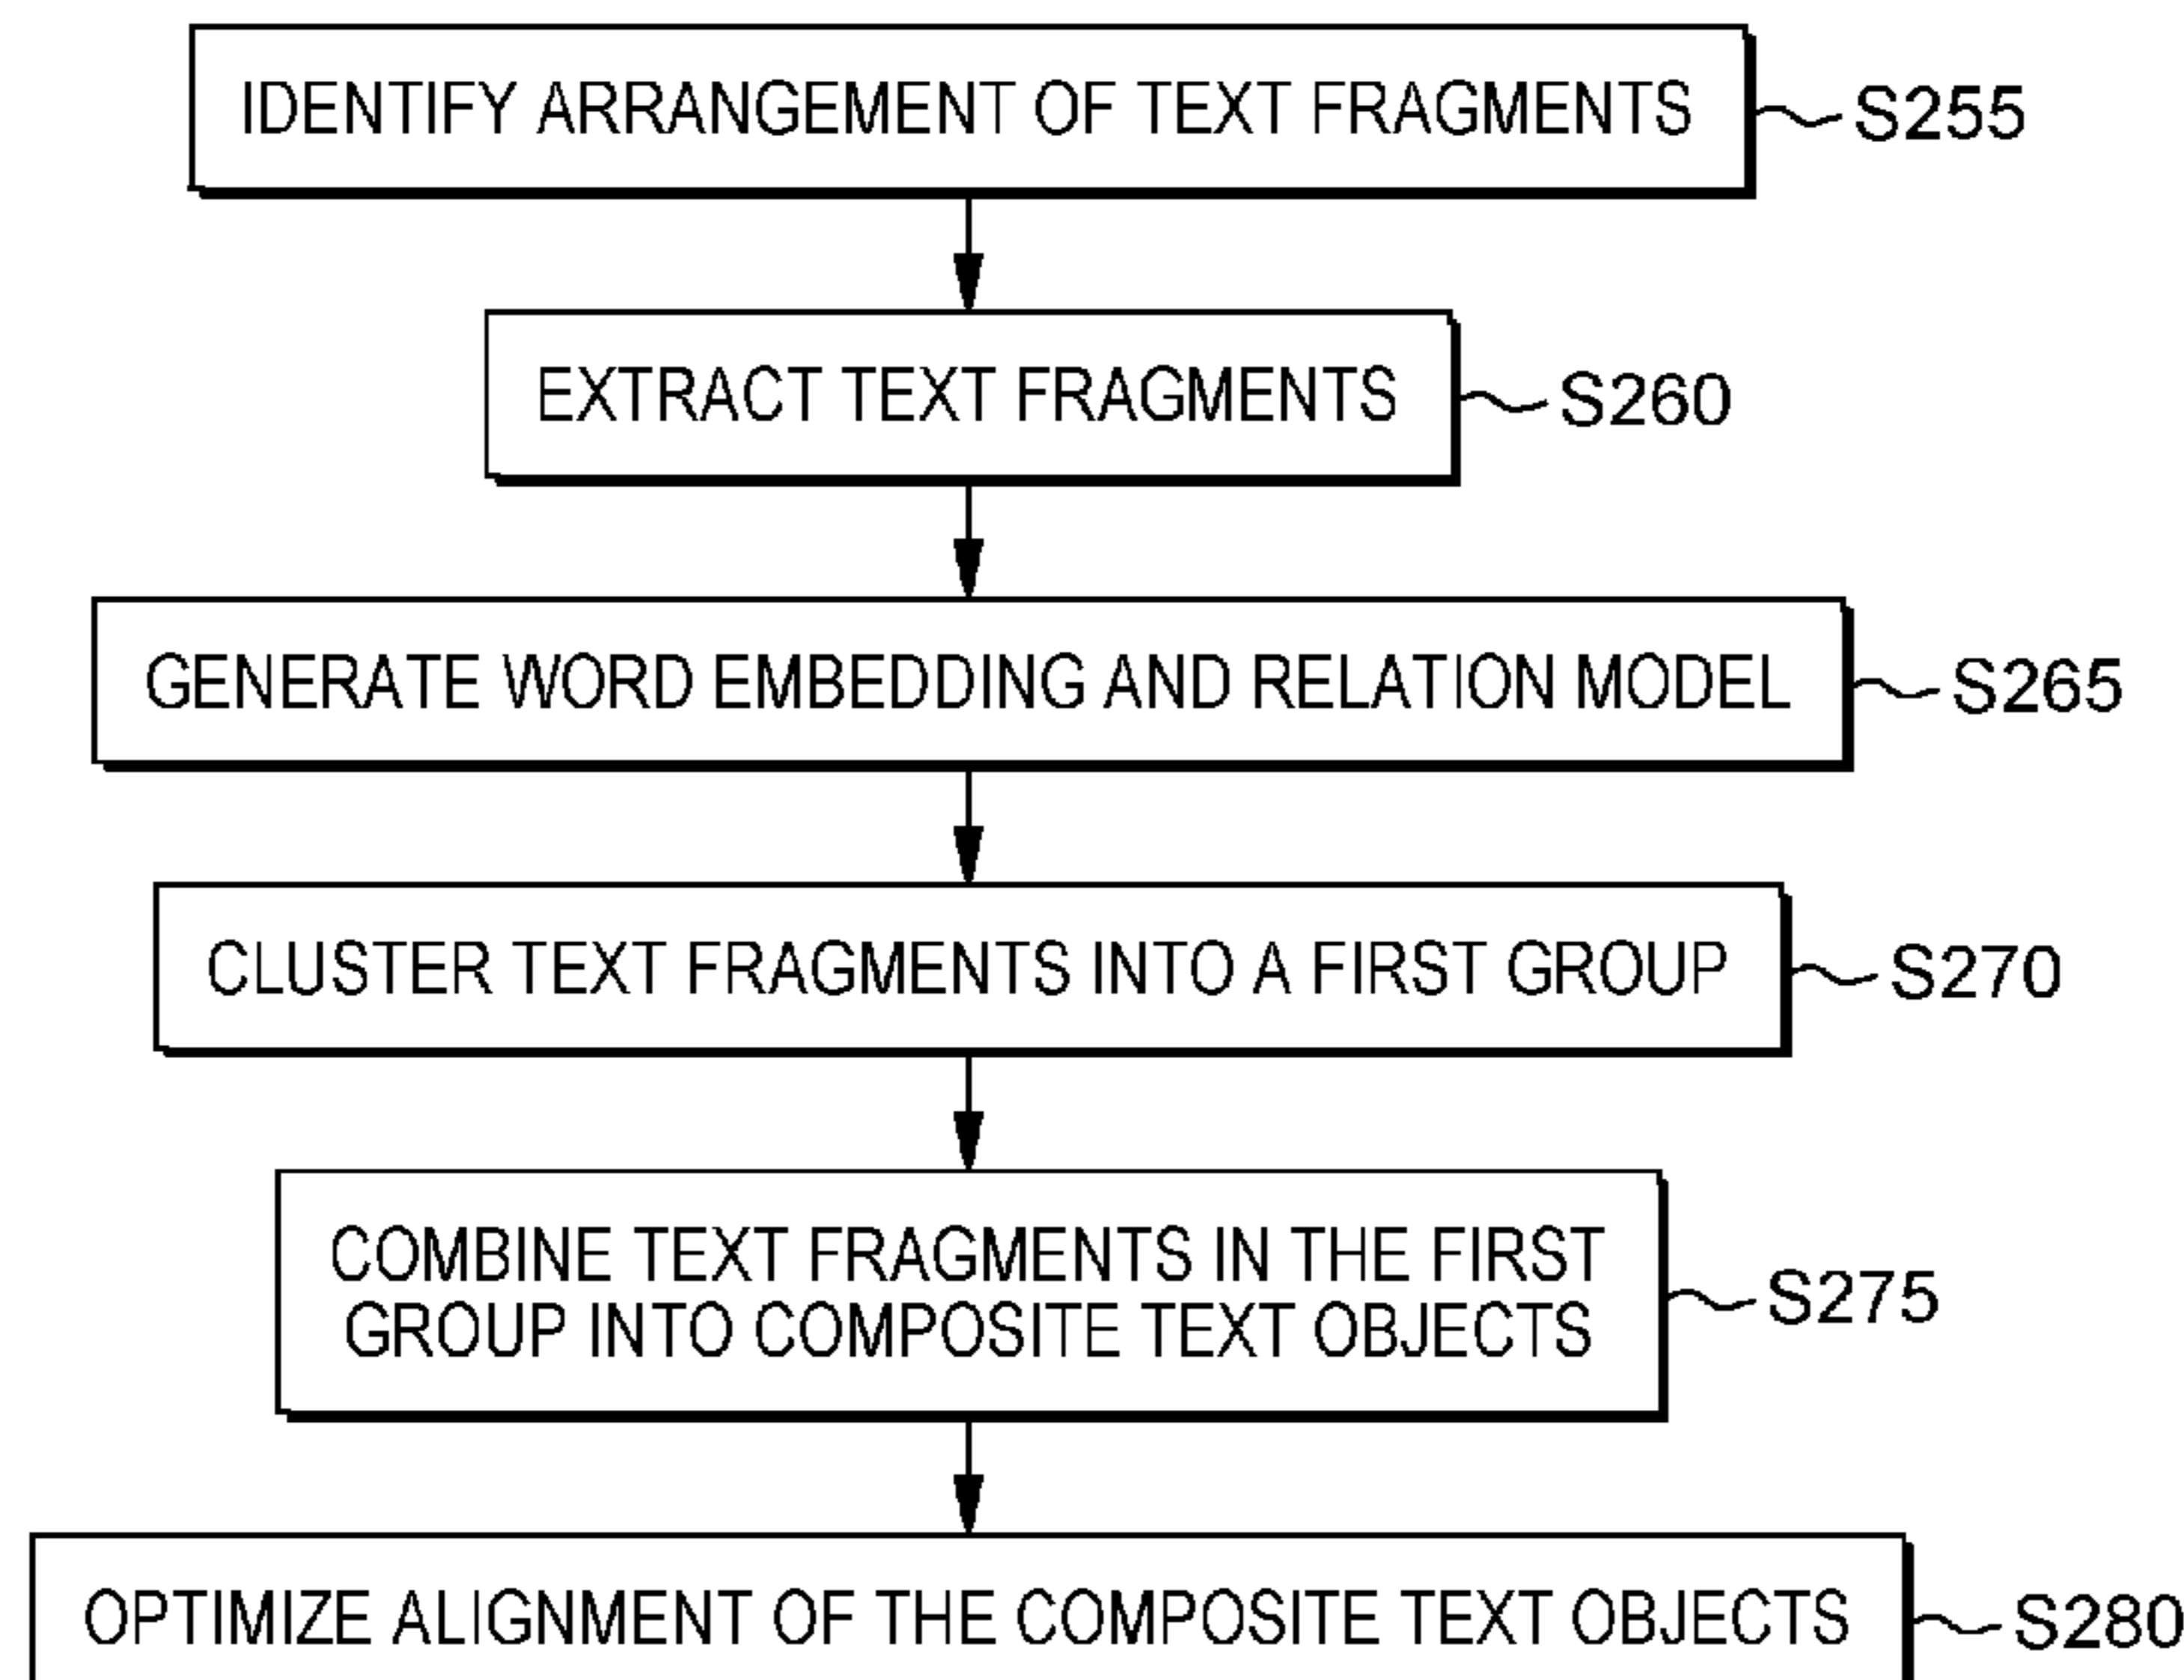 IDENTIFY ARRANGEMENT OF TEXT FRAGMENTS
S255
EXTRACT TEXT FRAGMENTS
S260
GENERATE WORD EMBEDDING AND RELATION MODEL
S265
CLUSTER TEXT FRAGMENTS INTO A FIRST GROUP
S270
COMBINE TEXT FRAGMENTS IN THE FIRST
GROUP INTO COMPOSITE TEXT OBJECTS
S275
OPTIMIZE ALIGNMENT OF THE COMPOSITE TEXT OBJECTS
S280